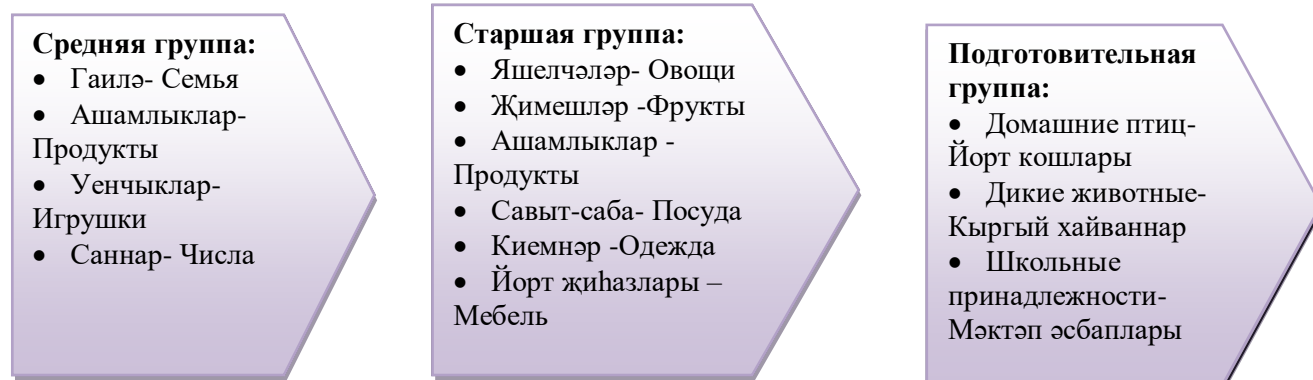 Средняя группа:
• Гаилә- Семья
• Ашамлыклар-
Продукты
• Уенчыклар-
Игрушки
• Саннар- Числа
Старшая группа:
• Яшелчәләр- Овощи
• Җимешләр -Фрукты
• Ашамлыклар -
Продукты
• Савыт-саба- Посуда
• Киемнәр -Одежда
• Йорт җиһазлары –
Мебель
Подготовительная
группа:
• Домашние птиц-
Йорт кошлары
• Дикие животные-
Кыргый хайваннар
• Школьные
принадлежности-
Мәктәп әсбаплары